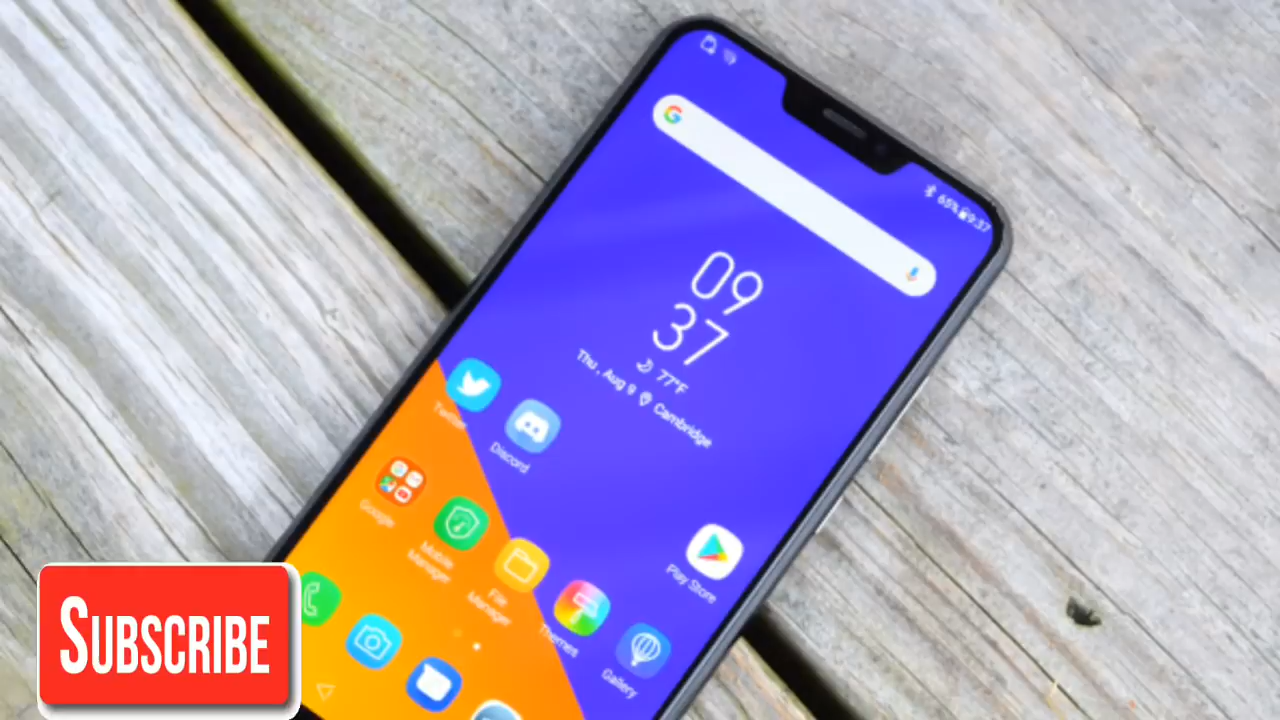 65% 9:37
09
37
77°F
Thu, Aug 9 Cambridge
Twitter
Discord
Google
Mobile
Manager
File
Manager
Themes
Play Store
Gallery
SUBSCRIBE